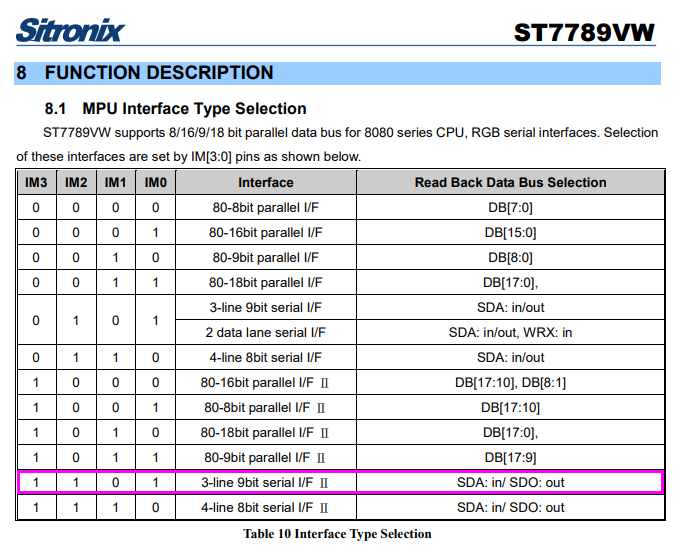 Sitronix ST7789VW
8 FUNCTION DESCRIPTION
8.1 MPU Interface Type Selection
ST7789VW supports 8/16/9/18 bit parallel data bus for 8080 series CPU, RGB serial interfaces. Selection
of these interfaces are set by IM[3:0] pins as shown below.
IM3 IM2 IM1 IM0 Interface Read Back Data Bus Selection
0 0 0 0 80-8bit parallel I/F DB[7:0]
0 0 0 1 80-16bit parallel I/F DB[15:0]
0 0 1 0 80-9bit parallel I/F DB[8:0]
0 0 1 1 80-18bit parallel I/F DB[17:0],
0 1 0 1 3-line 9bit serial I/F SDA: in/out
2 data lane serial I/F SDA: in/out, WRX: in
0 1 1 0 4-line 8bit serial I/F SDA: in/out
1 0 0 0 80-16bit parallel I/F Ⅱ DB[17:10], DB[8:1]
1 0 0 1 80-8bit parallel I/F Ⅱ DB[17:10]
1 0 1 0 80-18bit parallel I/F Ⅱ DB[17:0],
1 0 1 1 80-9bit parallel I/F Ⅱ DB[17:9]
1 1 0 1 3-line 9bit serial I/F Ⅱ SDA: in/ SDO: out
1 1 1 0 4-line 8bit serial I/F Ⅱ SDA: in/ SDO: out
Table 10 Interface Type Selection